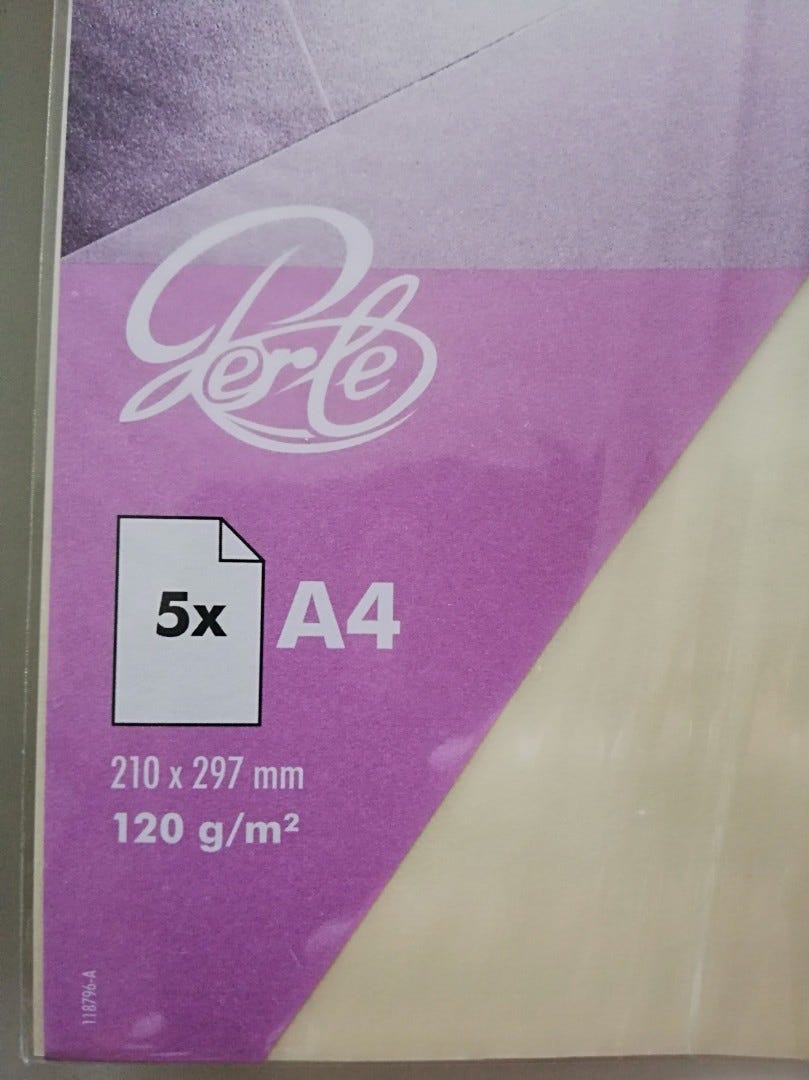 Perle
5x A4
210 x 297 mm
120 g/m²
118796-A